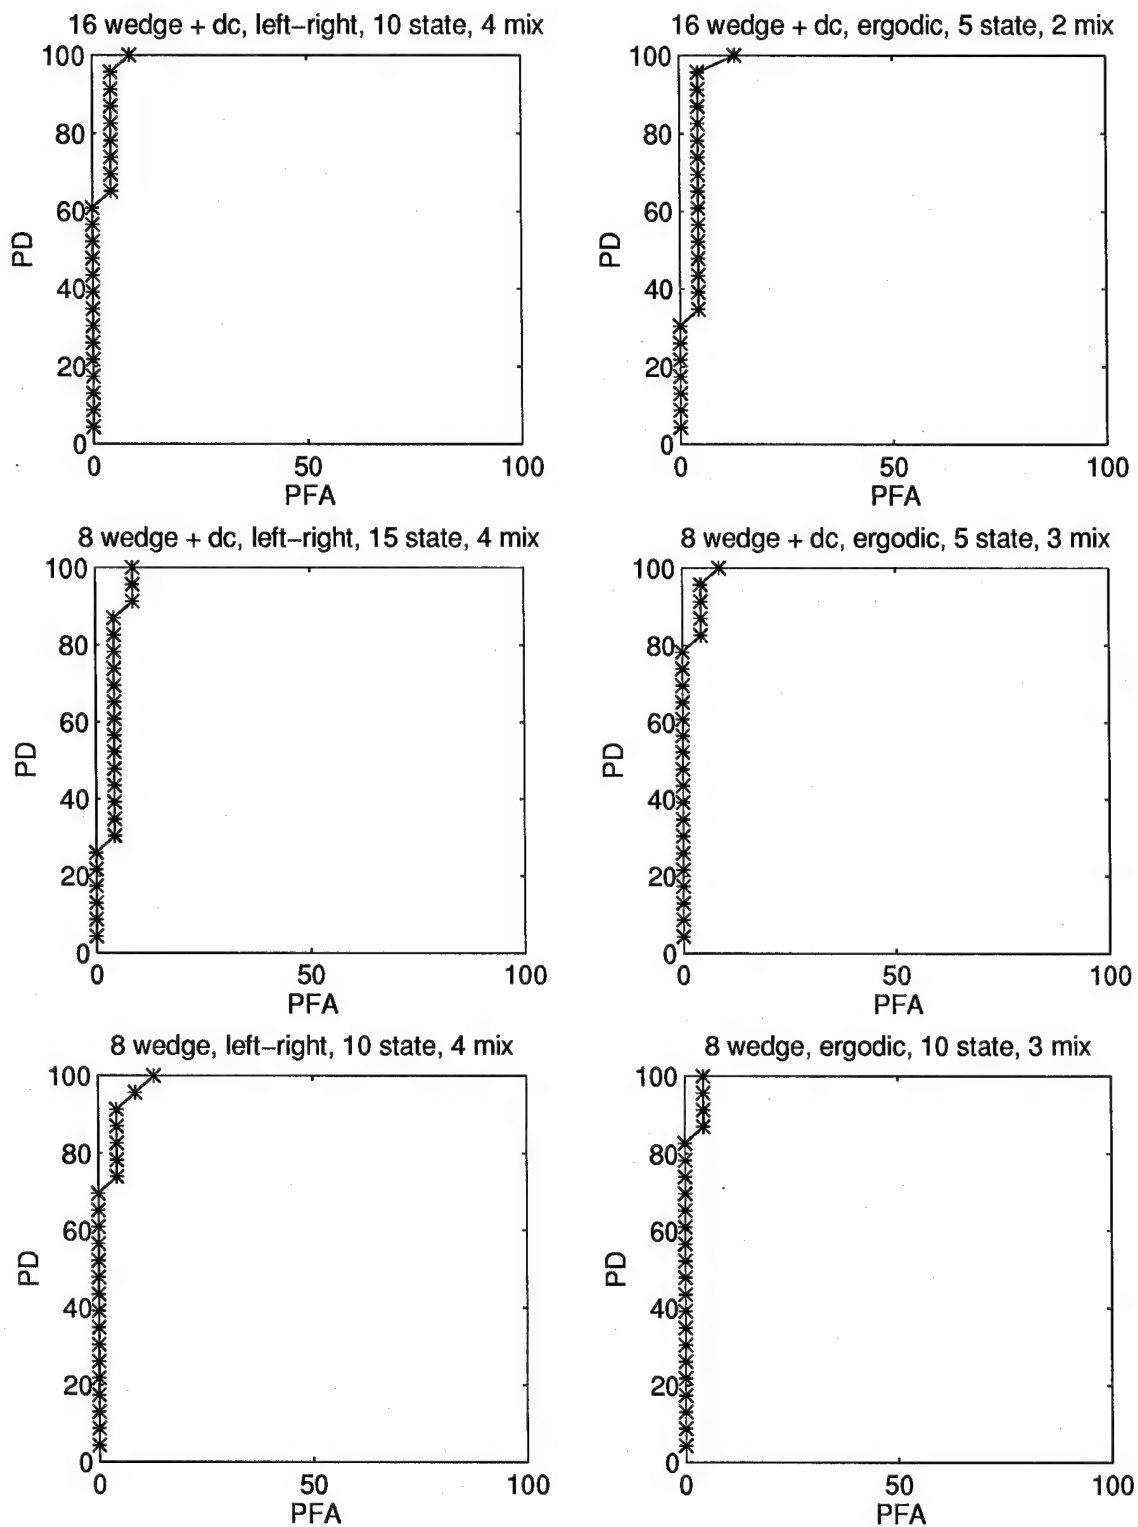 16 wedge + dc, left-right, 10 state, 4 mix
100
80
60
40
20
0
PD
0 50 100
PFA
16 wedge + dc, ergodic, 5 state, 2 mix
100
80
60
40
20
0
PD
0 50 100
PFA
8 wedge + dc, left-right, 15 state, 4 mix
100
80
60
40
20
0
PD
0 50 100
PFA
8 wedge + dc, ergodic, 5 state, 3 mix
100
80
60
40
20
0
PD
0 50 100
PFA
8 wedge, left-right, 10 state, 4 mix
100
80
60
40
20
0
PD
0 50 100
PFA
8 wedge, ergodic, 10 state, 3 mix
100
80
60
40
20
0
PD
0 50 100
PFA